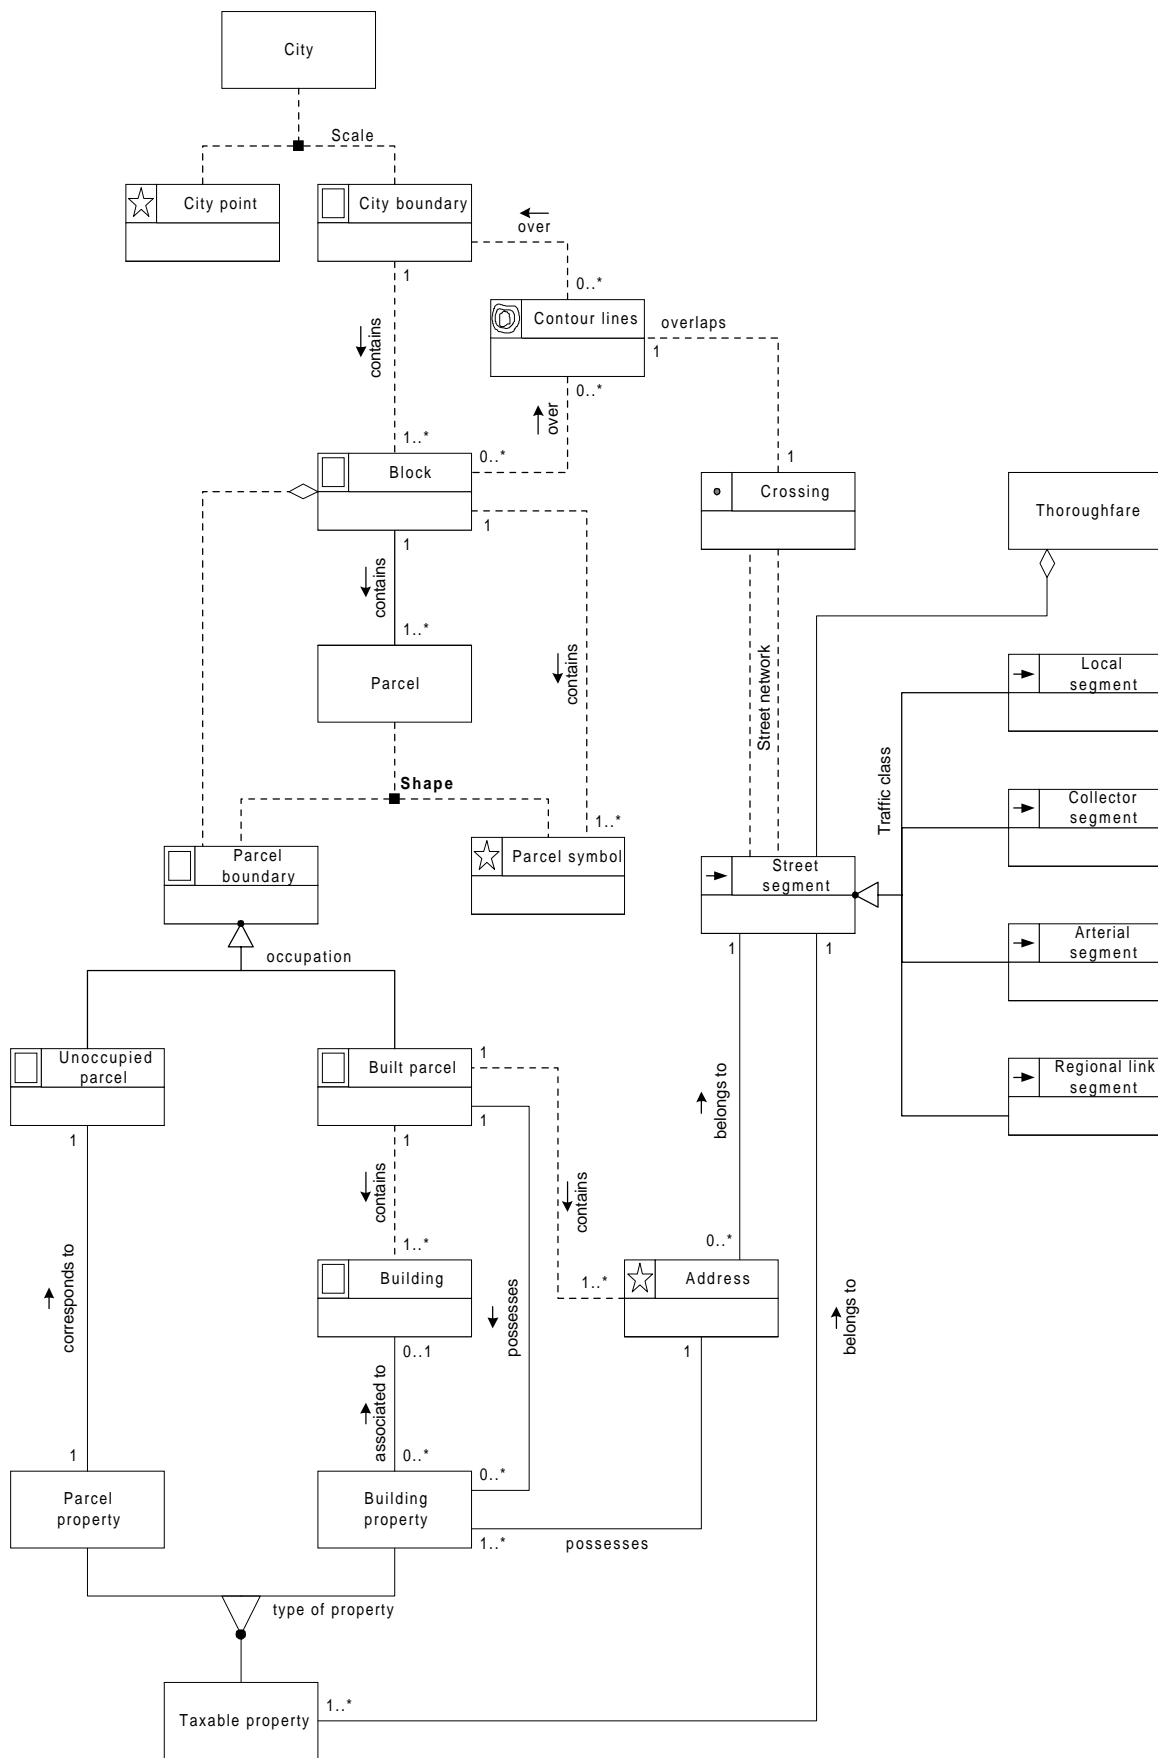 City
Scale
City point
City boundary
over
1
0..*
Contour lines
overlaps
1
contains
0..*
over
1..*
0..*
1
Block
Crossing
Thoroughfare
1
1
contains
1..*
Parcel
contains
Street network
Local
segment
Traffic class
Shape
Collector
segment
1..*
Parcel
boundary
Parcel symbol
Street
segment
occupation
1
1
Arterial
segment
Unoccupied
parcel
Built parcel
1
1
1
1
belongs to
Regional link
segment
contains
contains
1..*
0..*
1..*
Building
Address
corresponds to
possesses
belongs to
0..1
1
associated to
1
0..*
0..*
Parcel
property
Building
property
1..*
possesses
type of property
1..*
Taxable property